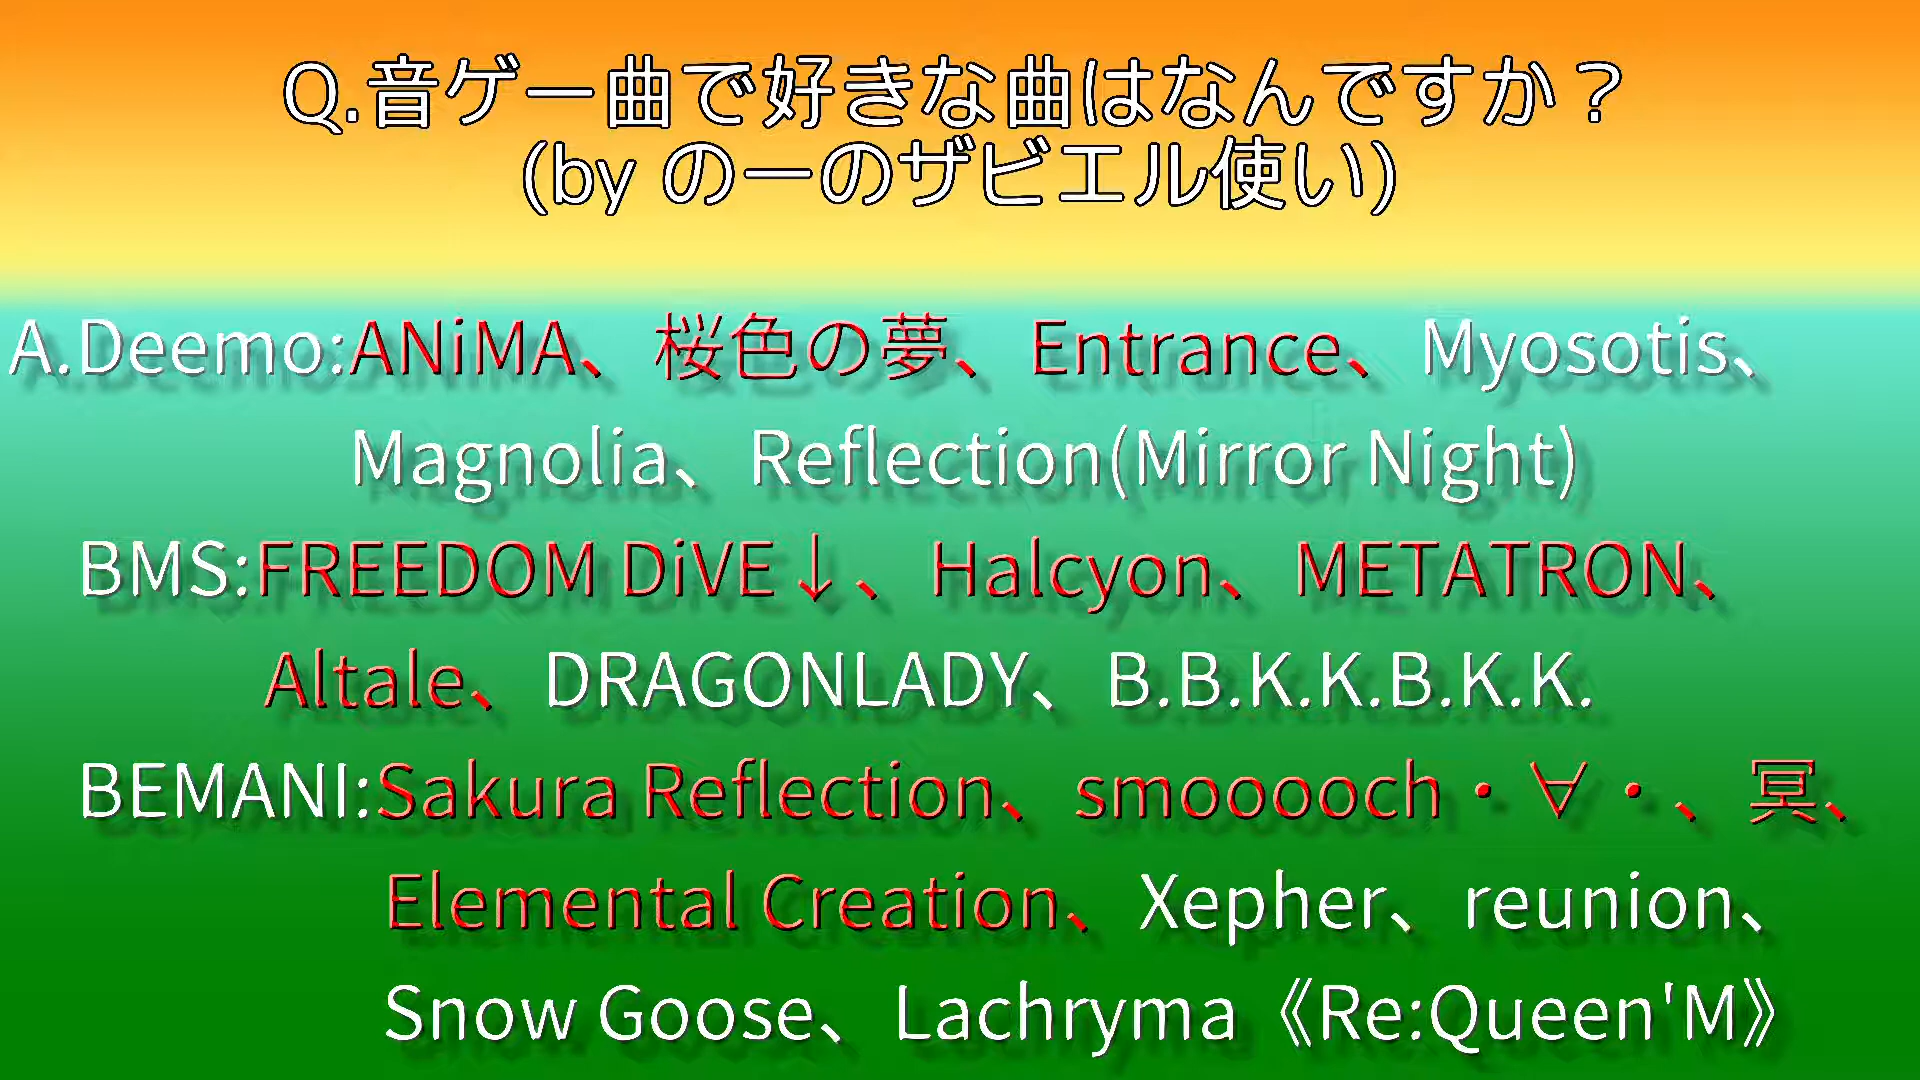 Q.音ゲー曲で好きな曲はなんですか？
(by のーのザビエル使い)
A.Deemo:ANiMA、桜色の夢、Entrance、Myosotis、
Magnolia、Reflection(Mirror Night)
BMS:FREEDOM DiVE↓、Halcyon、METATRON、
Altale、DRAGONLADY、B.B.K.K.B.K.K.
BEMANI:Sakura Reflection、smooooch・∀・、冥、
Elemental Creation、Xepher、reunion、
Snow Goose、Lachryma《Re:Queen'M》